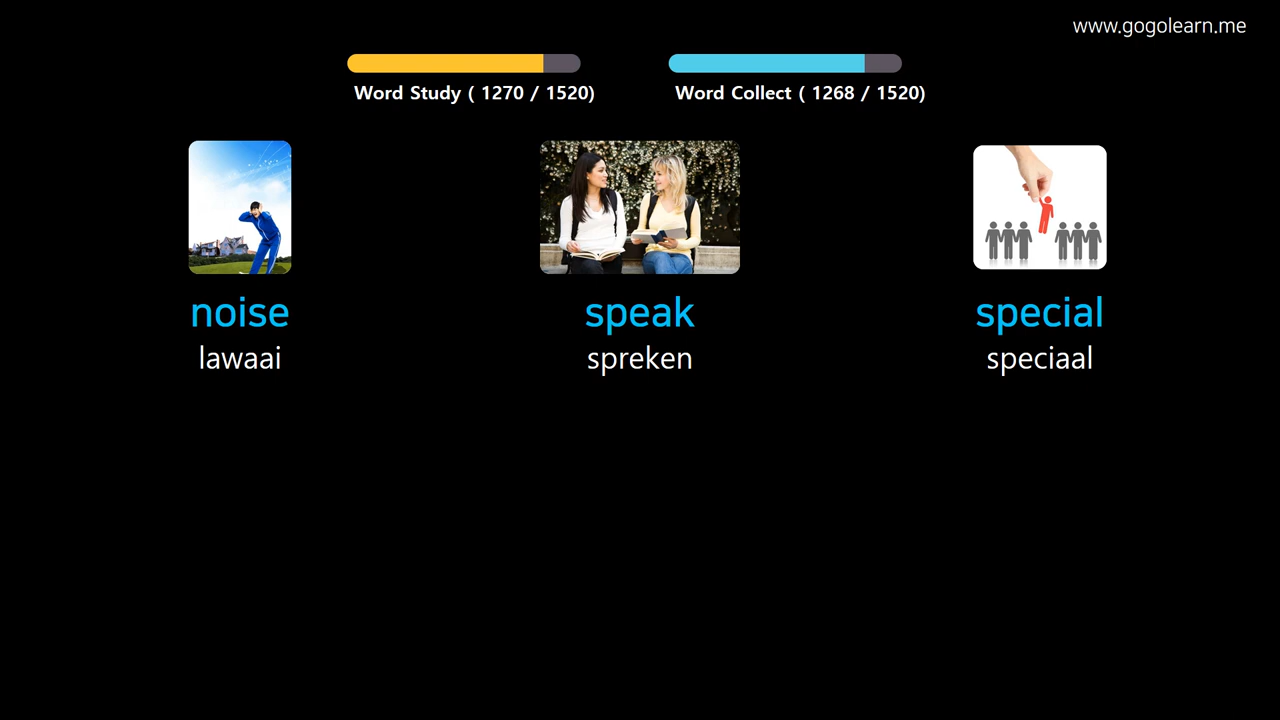 www.gogolearn.me
Word Study ( 1270 / 1520)
Word Collect ( 1268 / 1520)
noise
lawaai
speak
spreken
special
speciaal